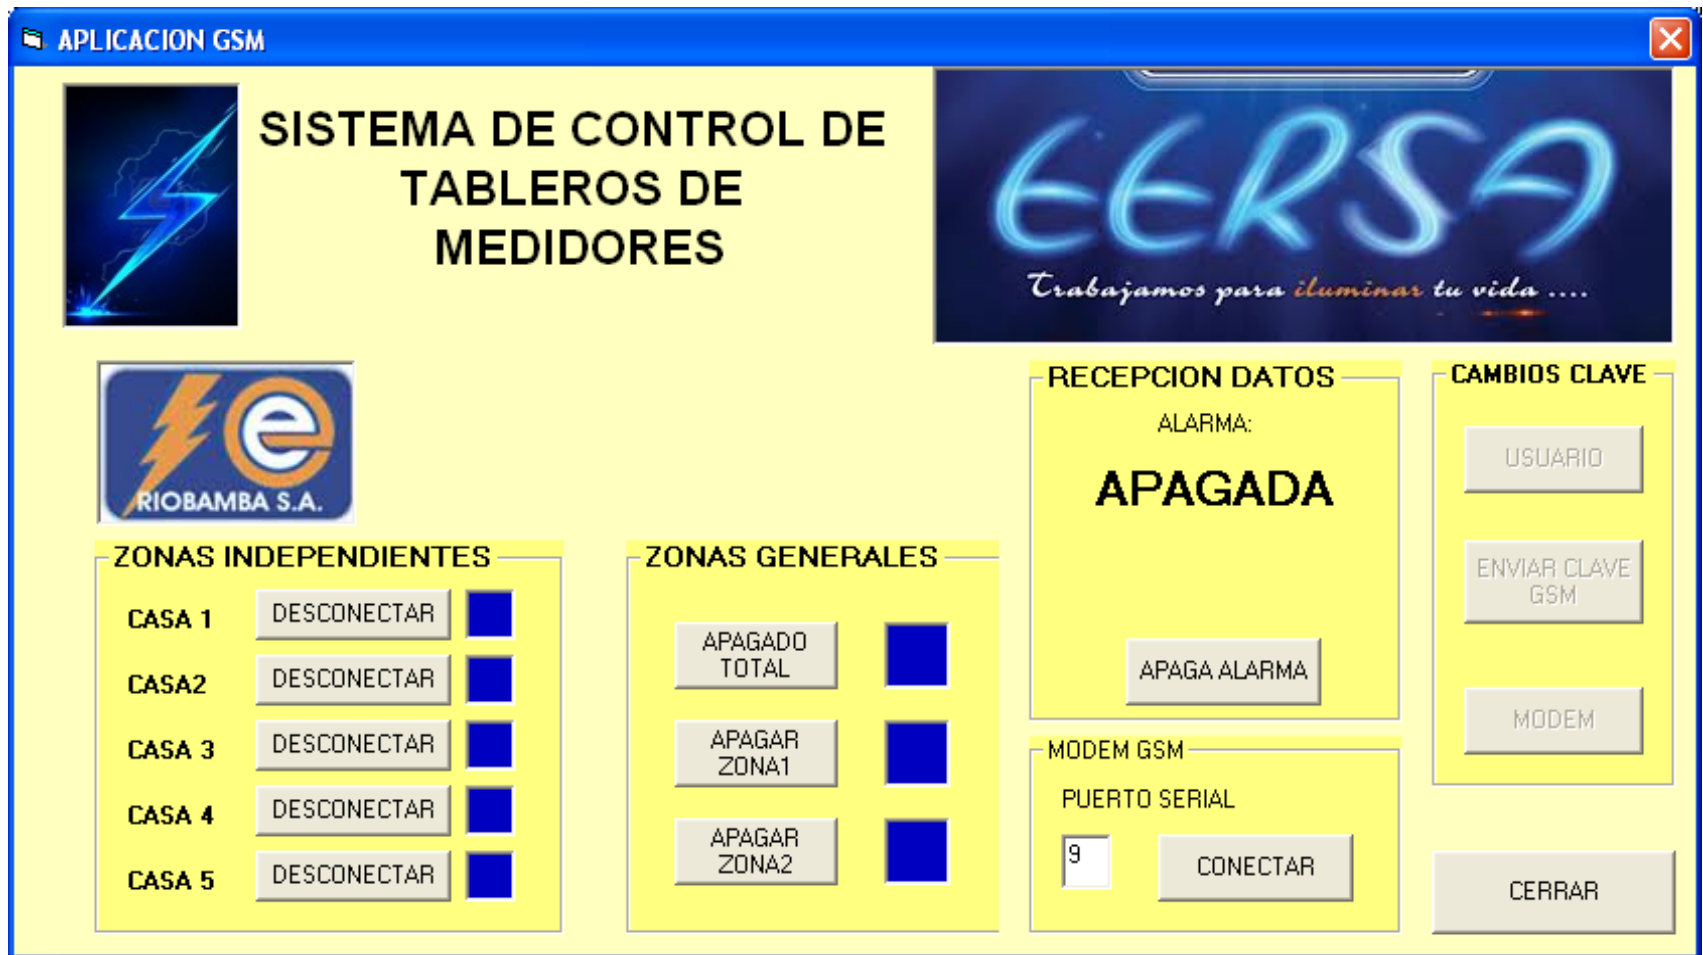 APLICACION GSM
SISTEMA DE CONTROL DE
TABLEROS DE
MEDIDORES
EERSA
Trabajamos para iluminar tu vida ....
e
RIOBAMBA S.A.
ZONAS INDEPENDIENTES
CASA 1 DESCONECTAR
CASA2 DESCONECTAR
CASA 3 DESCONECTAR
CASA 4 DESCONECTAR
CASA 5 DESCONECTAR
ZONAS GENERALES
APAGADO
TOTAL
APAGAR
ZONA1
APAGAR
ZONA2
RECEPCION DATOS
ALARMA:
APAGADA
APAGA ALARMA
MODEM GSM
PUERTO SERIAL
9 CONECTAR
CAMBIOS CLAVE
USUARIO
ENVIAR CLAVE
GSM
MODEM
CERRAR